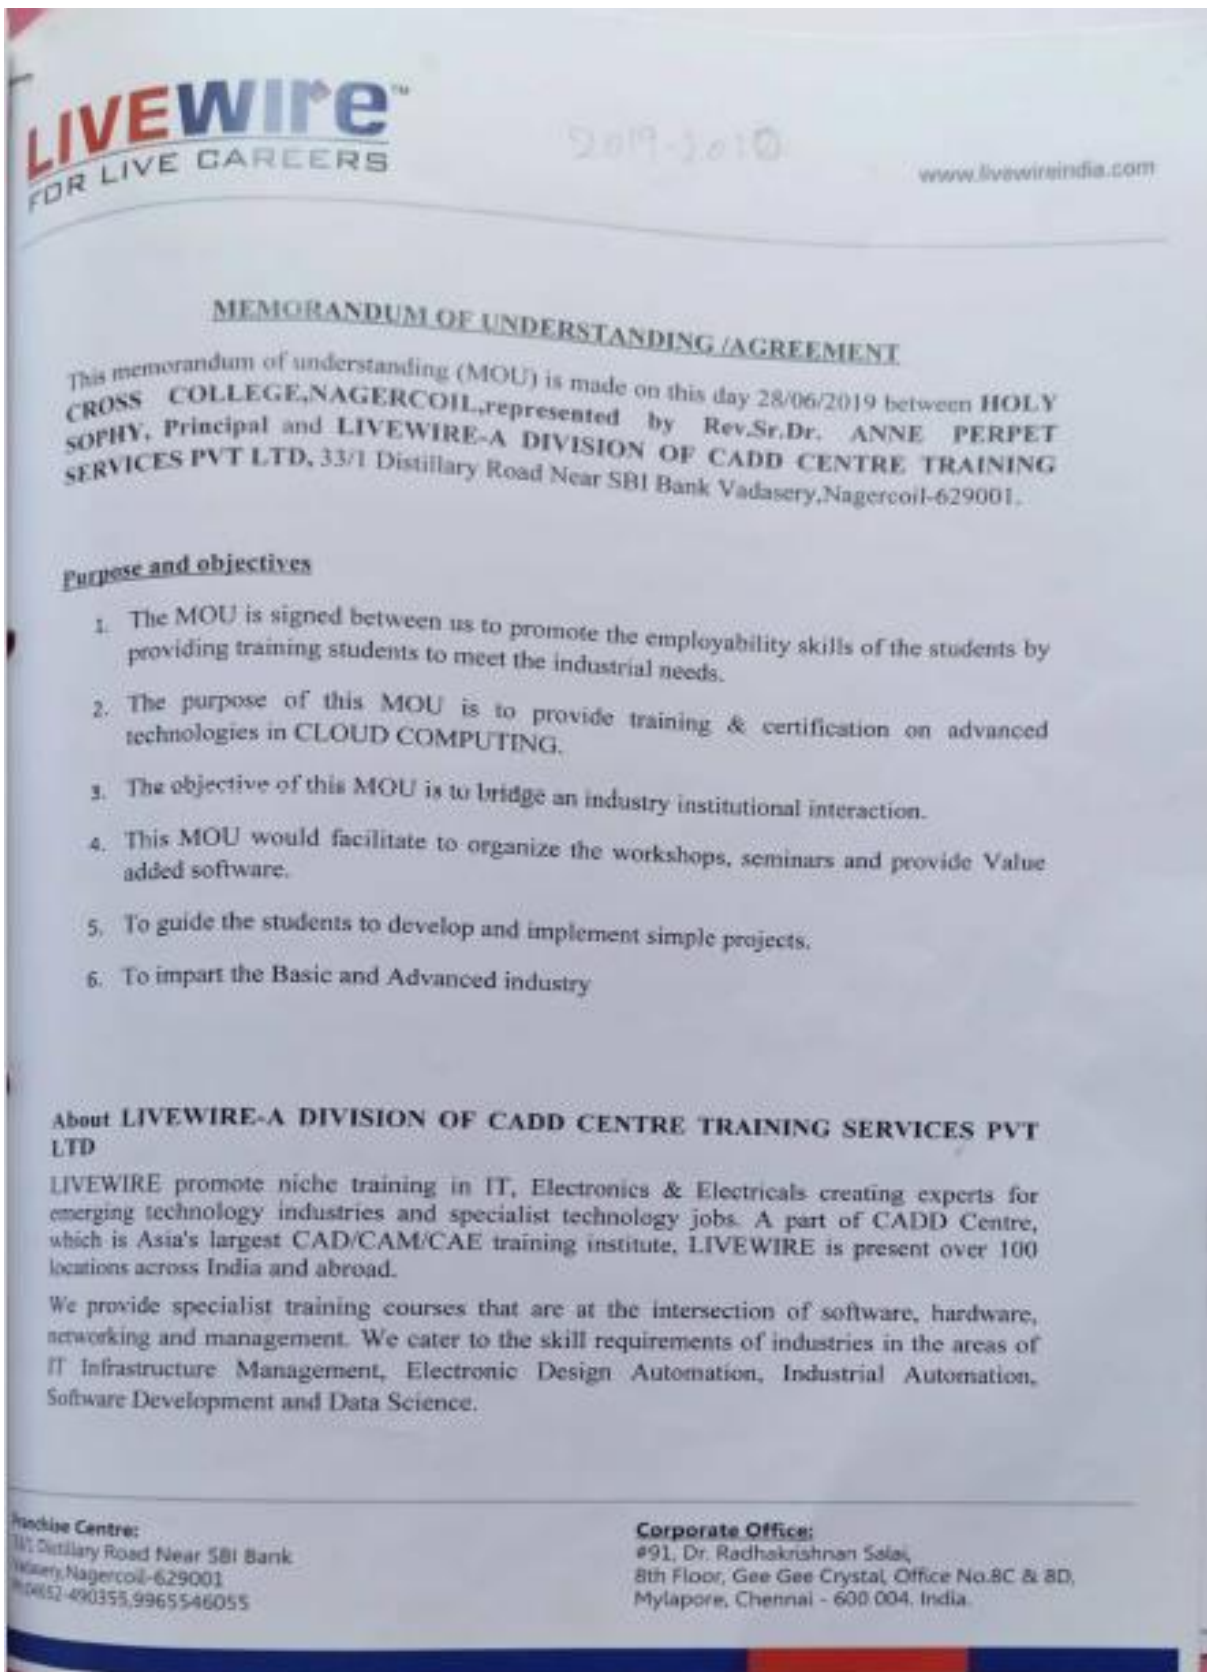 LIVEWIRE™
FOR LIVE CAREERS
www.livewireindia.com
MEMORANDUM OF UNDERSTANDING /AGREEMENT
This memorandum of understanding (MOU) is made on this day 28/06/2019 between HOLY
CROSS COLLEGE,NAGERCOIL,represented by Rev.Sr.Dr. ANNE PERPET
SOPHY, Principal and LIVEWIRE-A DIVISION OF CADD CENTRE TRAINING
SERVICES PVT LTD, 33/1 Distillary Road Near SBI Bank Vadasery,Nagercoil-629001.
Purpose and objectives
1. The MOU is signed between us to promote the employability skills of the students by
providing training students to meet the industrial needs.
2. The purpose of this MOU is to provide training & certification on advanced
technologies in CLOUD COMPUTING.
3. The objective of this MOU is to bridge an industry institutional interaction.
4. This MOU would facilitate to organize the workshops, seminars and provide Value
added software.
5. To guide the students to develop and implement simple projects.
6. To impart the Basic and Advanced industry
About LIVEWIRE-A DIVISION OF CADD CENTRE TRAINING SERVICES PVT
LTD
LIVEWIRE promote niche training in IT, Electronics & Electricals creating experts for
emerging technology industries and specialist technology jobs. A part of CADD Centre,
which is Asia's largest CAD/CAM/CAE training institute, LIVEWIRE is present over 100
locations across India and abroad.
We provide specialist training courses that are at the intersection of software, hardware,
networking and management. We cater to the skill requirements of industries in the areas of
IT Infrastructure Management, Electronic Design Automation, Industrial Automation,
Software Development and Data Science.
Centre:
Distillary Road Near SBI Bank
Nagercoil-629001
490355,9965546055
Corporate Office:
#91, Dr. Radhakrishnan Salai,
8th Floor, Gee Gee Crystal, Office No.8C & 8D,
Mylapore, Chennai - 600 004. India.